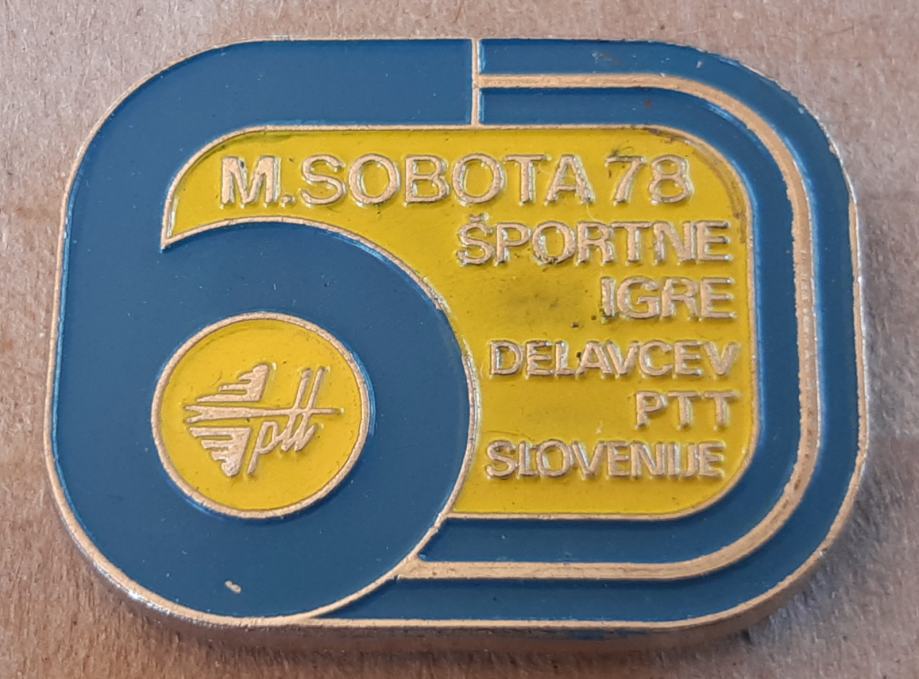 M. SOBOTA 78
ŠPORTNE
IGRE
DELAVCEV
PTT
SLOVENIJE
ptt